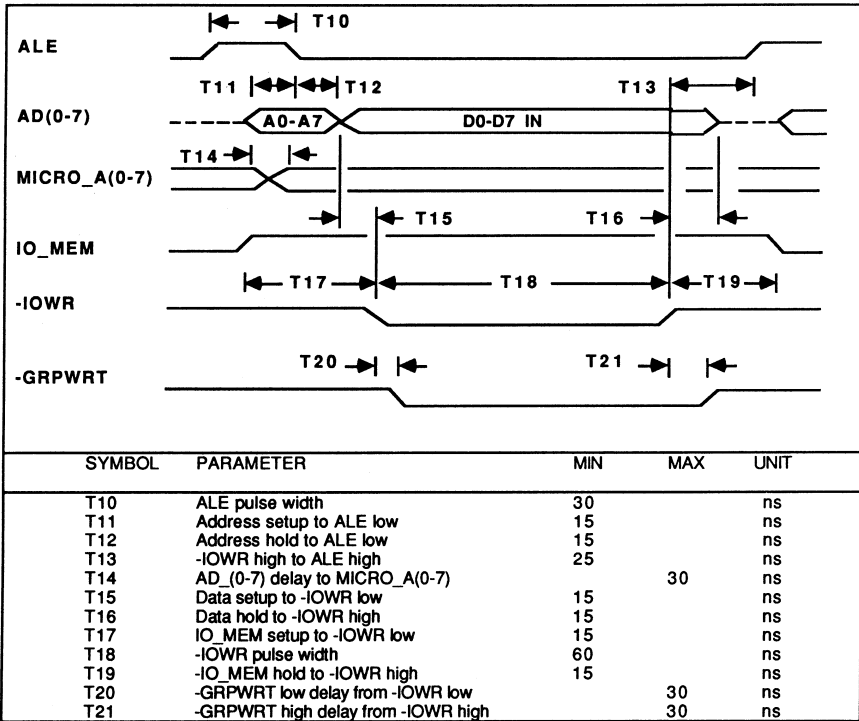 T10
ALE
T11 T12 T13
AD(0-7) A0-A7 D0-D7 IN
T14
MICRO_A(0-7)
T15 T16
IO_MEM
T17 T18 T19
-IOWR
T20 T21
-GRPWRT
SYMBOL PARAMETER MIN MAX UNIT
T10 ALE pulse width 30 ns
T11 Address setup to ALE low 15 ns
T12 Address hold to ALE low 15 ns
T13 -IOWR high to ALE high 25 ns
T14 AD_(0-7) delay to MICRO_A(0-7) 30 ns
T15 Data setup to -IOWR low 15 ns
T16 Data hold to -IOWR high 15 ns
T17 IO_MEM setup to -IOWR low 15 ns
T18 -IOWR pulse width 60 ns
T19 -IO_MEM hold to -IOWR high 15 ns
T20 -GRPWRT low delay from -IOWR low 30 ns
T21 -GRPWRT high delay from -IOWR high 30 ns